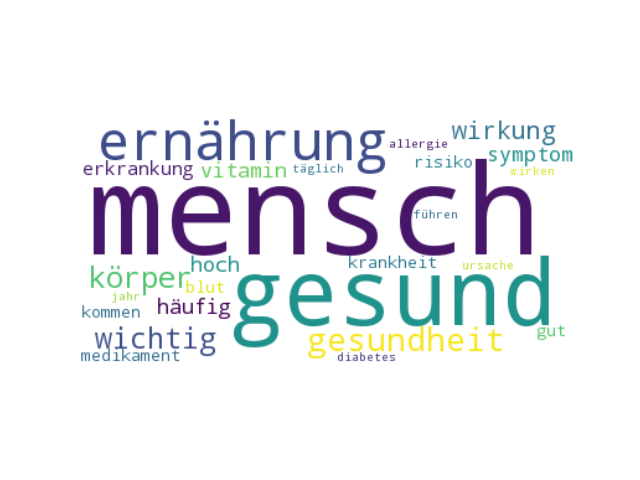 ernährung
wirkung
allergie
symptom
risiko
erkrankung
vitamin
täglich
wirken
mensch
führen
hoch
krankheit
ursache
körper
gesund
blut
jahr
häufig
kommen
wichtig
gesundheit
gut
medikament
diabetes